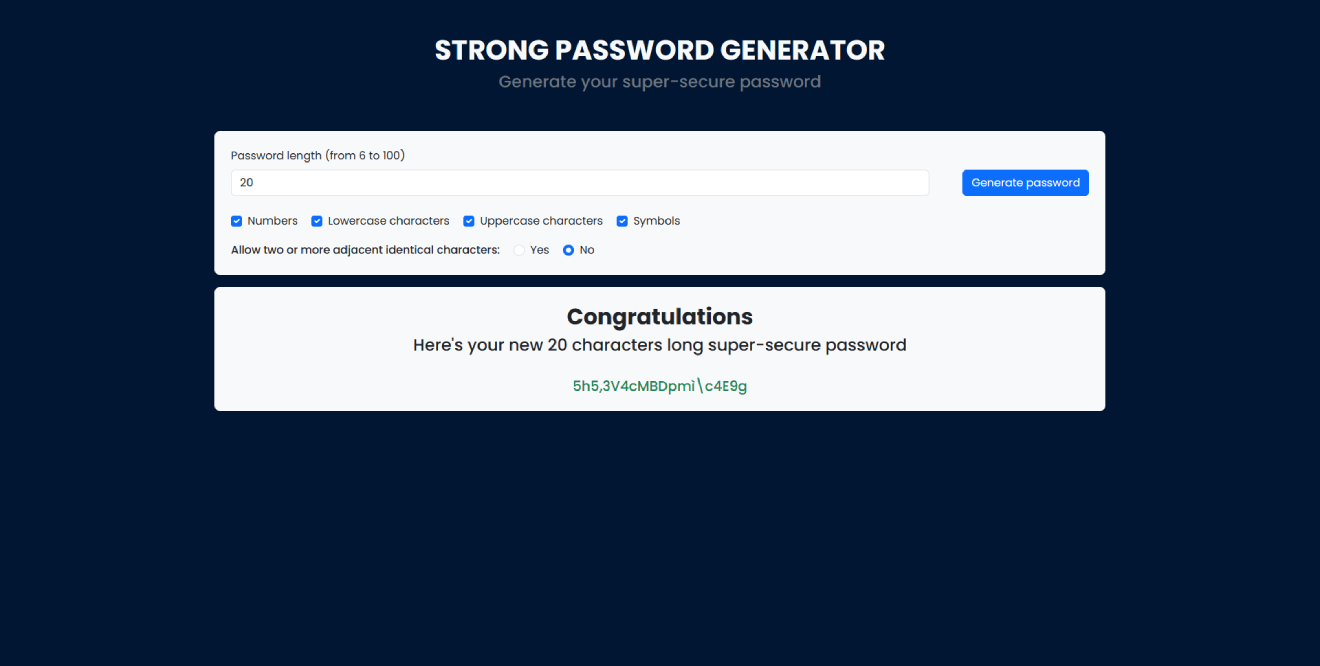 STRONG PASSWORD GENERATOR
Generate your super-secure password
Password length (from 6 to 100)
20
Generate password
Numbers Lowercase characters Uppercase characters Symbols
Allow two or more adjacent identical characters: Yes No
Congratulations
Here's your new 20 characters long super-secure password
5h5,3V4cMBDpmì\c4E9g